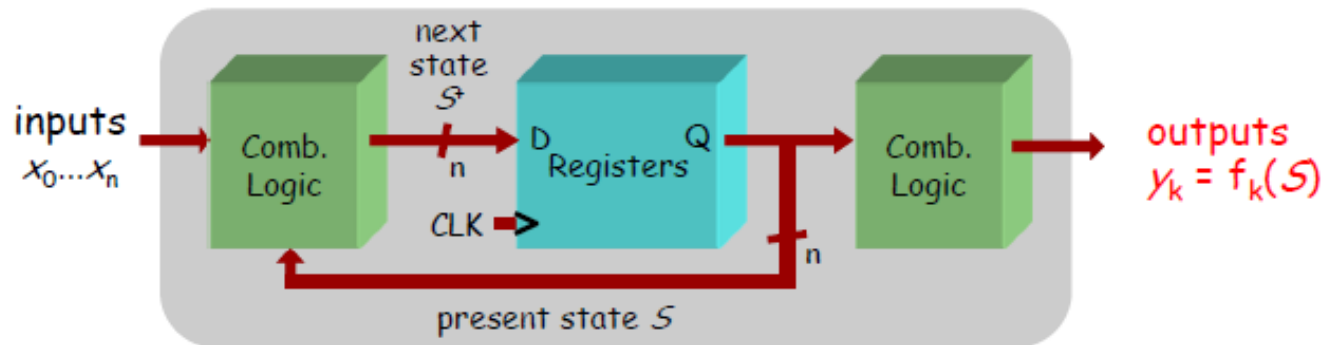 next
state
S⁺
inputs
x₀...xₙ
Comb.
Logic
n
D
Q
Registers
CLK
n
Comb.
Logic
outputs
yₖ = fₖ(S)
present state S